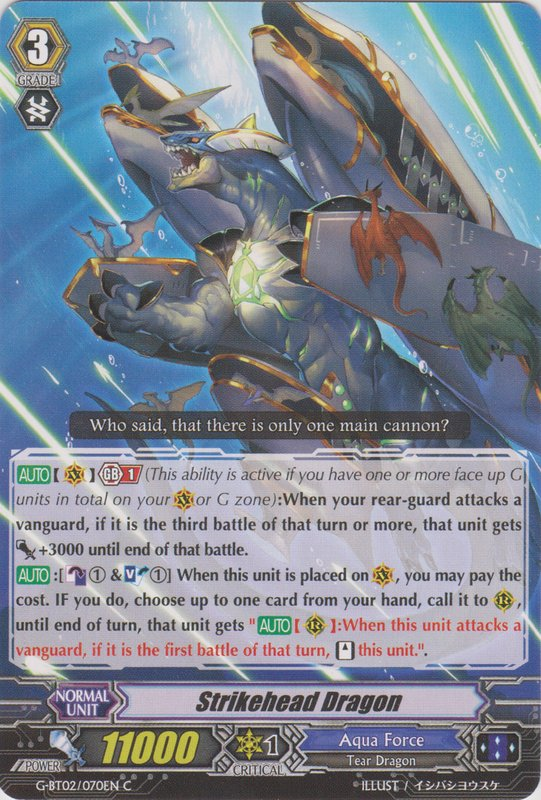 3
GRADE
Who said, that there is only one main cannon?
AUTO 【 V 】 GB 1 (This ability is active if you have one or more face up G
units in total on your V or G zone):When your rear-guard attacks a
vanguard, if it is the third battle of that turn or more, that unit gets
+3000 until end of that battle.
AUTO :[ ① & ①] When this unit is placed on V, you may pay the
cost. IF you do, choose up to one card from your hand, call it to R,
until end of turn, that unit gets "AUTO【 R 】:When this unit attacks a
vanguard, if it is the first battle of that turn, this unit.".
NORMAL
UNIT
Strikehead Dragon
POWER
11000
1
CRITICAL
Aqua Force
Tear Dragon
G-BT02/070EN C
ILLUST / イシバシヨウスケ